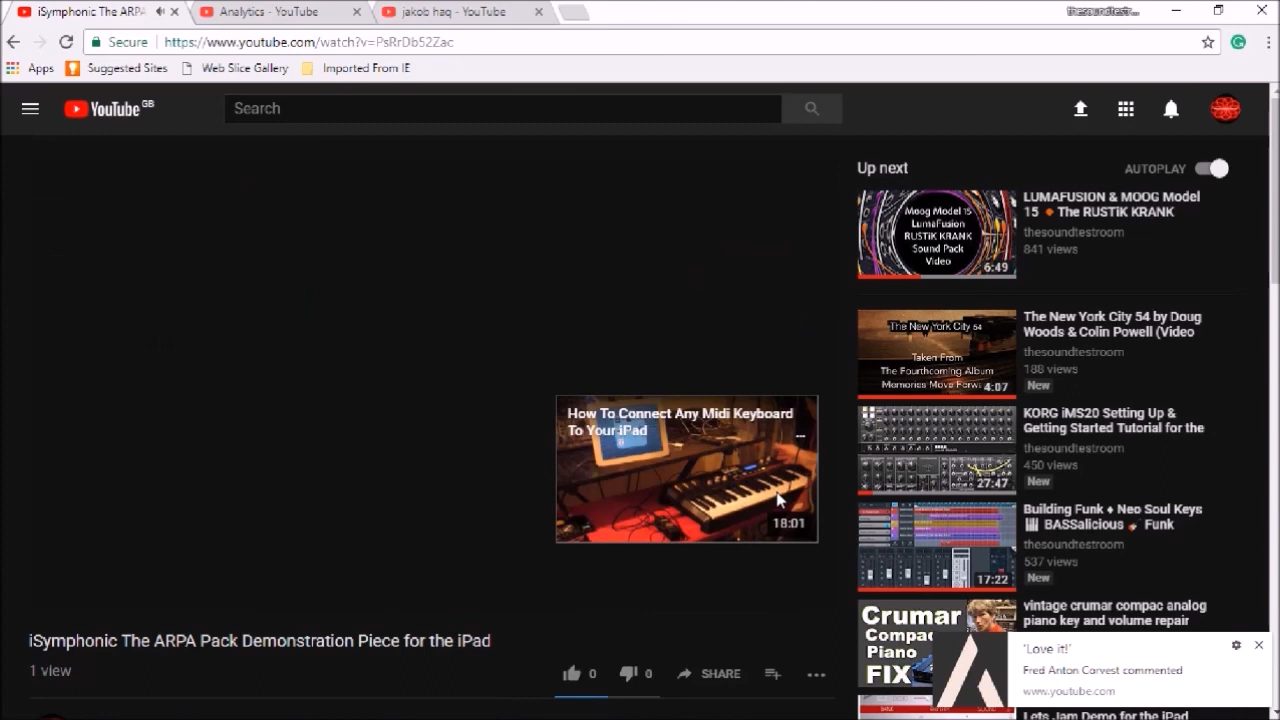 iSymphonic The ARPA
Analytics - YouTube
jakob haq - YouTube
thesoundtestr...
Secure
https://www.youtube.com/watch?v=PsRrDb52Zac
Apps
Suggested Sites
Web Slice Gallery
Imported From IE
YouTube GB
Search
Up next
AUTOPLAY
Moog Model 15
LumaFusion
RUSTiK KRANK
Sound Pack
Video
6:49
LUMAFUSION & MOOG Model
15 🔸 The RUSTiK KRANK
thesoundtestroom
841 views
The New York City 54
Taken From
The Fourthcoming Album
Memories Move Forw
4:07
The New York City 54 by Doug
Woods & Colin Powell (Video
thesoundtestroom
188 views
New
How To Connect Any Midi Keyboard
To Your iPad
18:01
27:47
KORG iMS20 Setting Up &
Getting Started Tutorial for the
thesoundtestroom
450 views
New
17:22
Building Funk ♦ Neo Soul Keys
🎹 BASSalicious 🎸 Funk
thesoundtestroom
537 views
New
Crumar
Compac
Piano
FIX
vintage crumar compac analog
piano key and volume repair
iSymphonic The ARPA Pack Demonstration Piece for the iPad
1 view
0
0
SHARE
'Love it!'
Fred Anton Corvest commented
www.youtube.com
Lets Jam Demo for the iPad